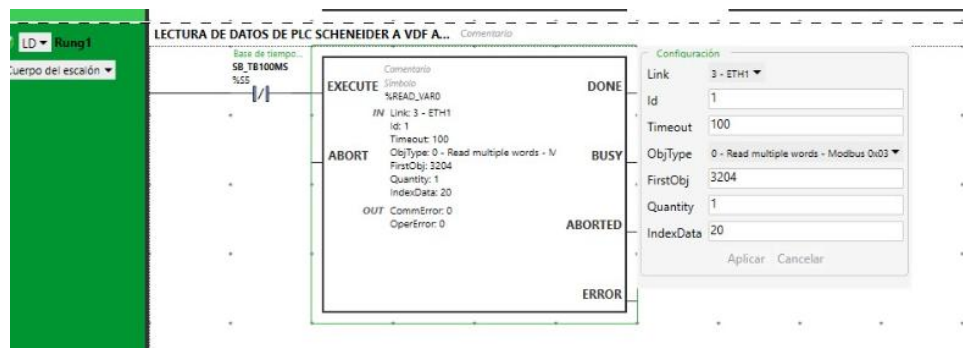 LECTURA DE DATOS DE PLC SCHENEIDER A VDF A... Comentario
LD Rung1
Cuerpo del escalón
Base de tiempo...
SB_TB100MS
%S5
EXECUTE
Comentario
Símbolo
%READ_VAR0
DONE
IN Link: 3 - ETH1
Id: 1
Timeout: 100
ABORT
ObjType: 0 - Read multiple words - M
BUSY
FirstObj: 3204
Quantity: 1
IndexData: 20
OUT CommError: 0
OperError: 0
ABORTED
ERROR
Configuración
Link 3 - ETH1
Id 1
Timeout 100
ObjType 0 - Read multiple words - Modbus 0x03
FirstObj 3204
Quantity 1
IndexData 20
Aplicar Cancelar